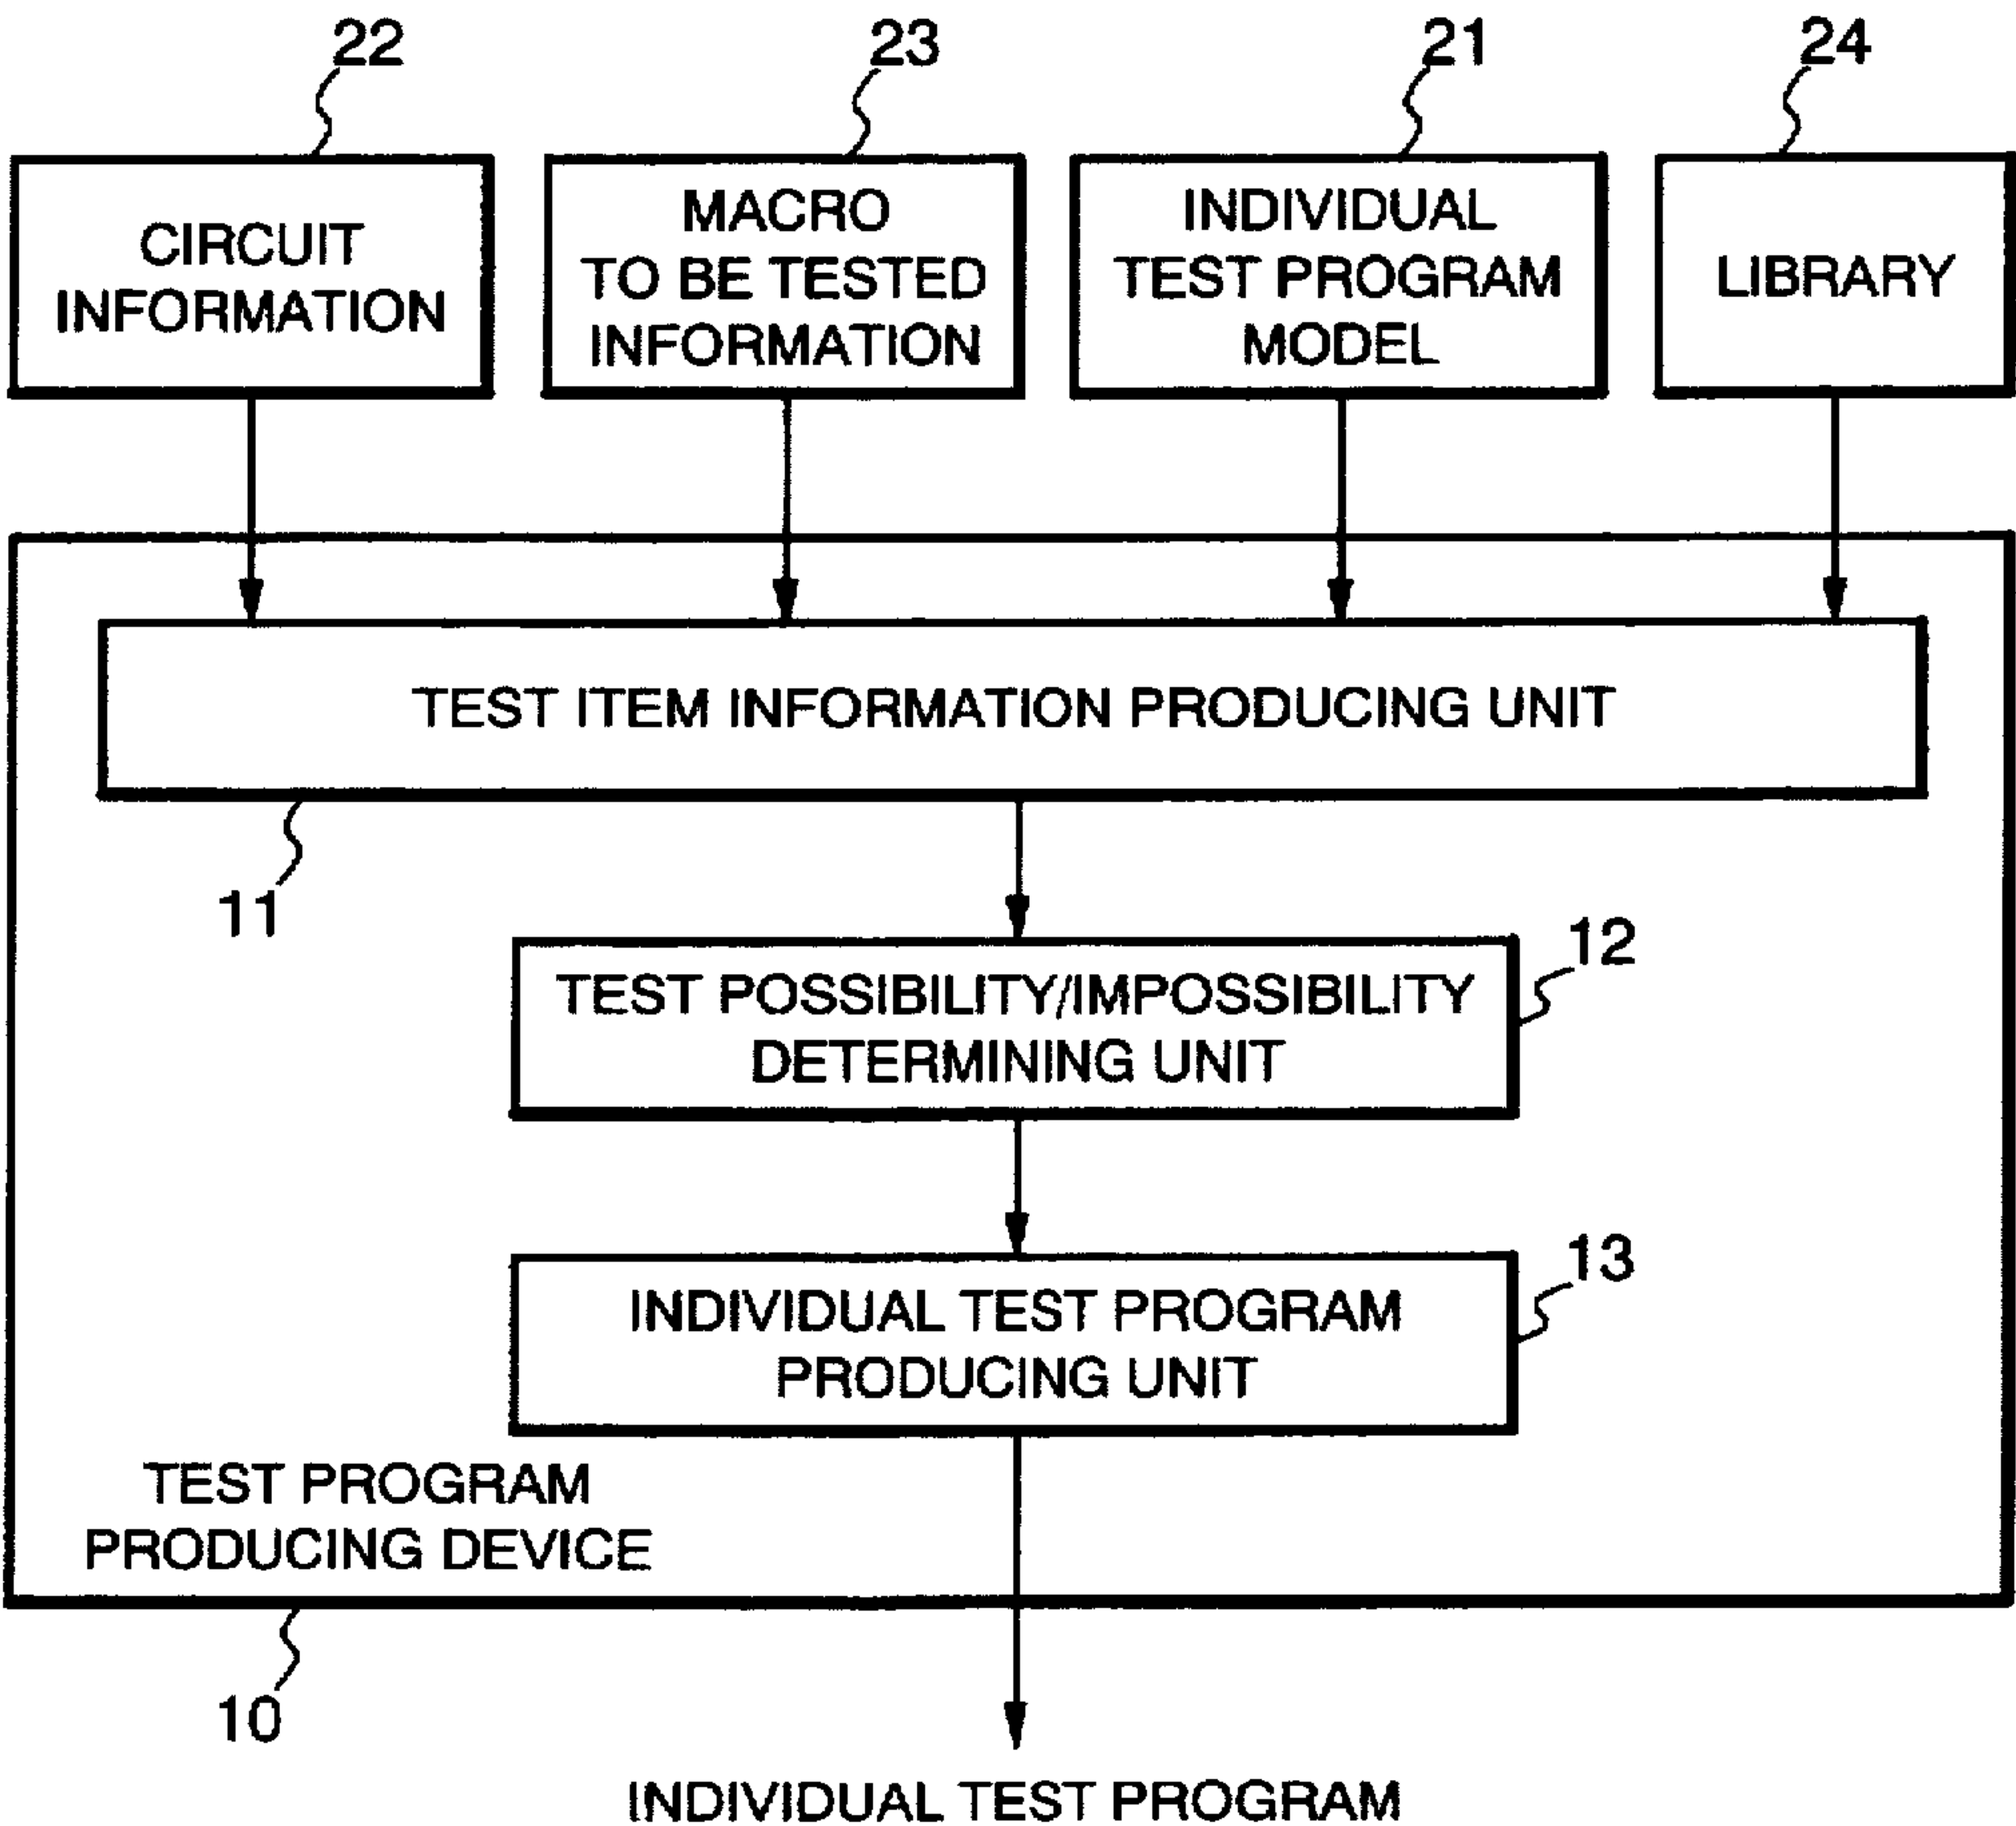 22
23
21
24
CIRCUIT
INFORMATION
MACRO
TO BE TESTED
INFORMATION
INDIVIDUAL
TEST PROGRAM
MODEL
LIBRARY
TEST ITEM INFORMATION PRODUCING UNIT
11
12
TEST POSSIBILITY/IMPOSSIBILITY
DETERMINING UNIT
13
INDIVIDUAL TEST PROGRAM
PRODUCING UNIT
TEST PROGRAM
PRODUCING DEVICE
10
INDIVIDUAL TEST PROGRAM